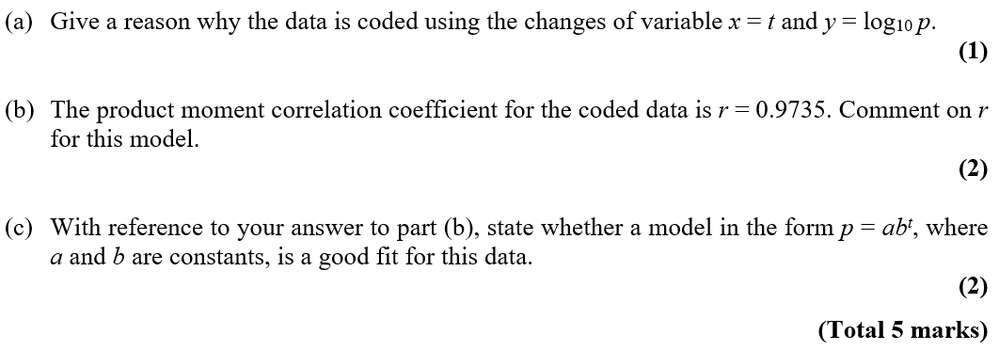 (a) Give a reason why the data is coded using the changes of variable x = t and y = log₁₀ p.
(1)
(b) The product moment correlation coefficient for the coded data is r = 0.9735. Comment on r
for this model.
(2)
(c) With reference to your answer to part (b), state whether a model in the form p = abᵗ, where
a and b are constants, is a good fit for this data.
(2)
(Total 5 marks)